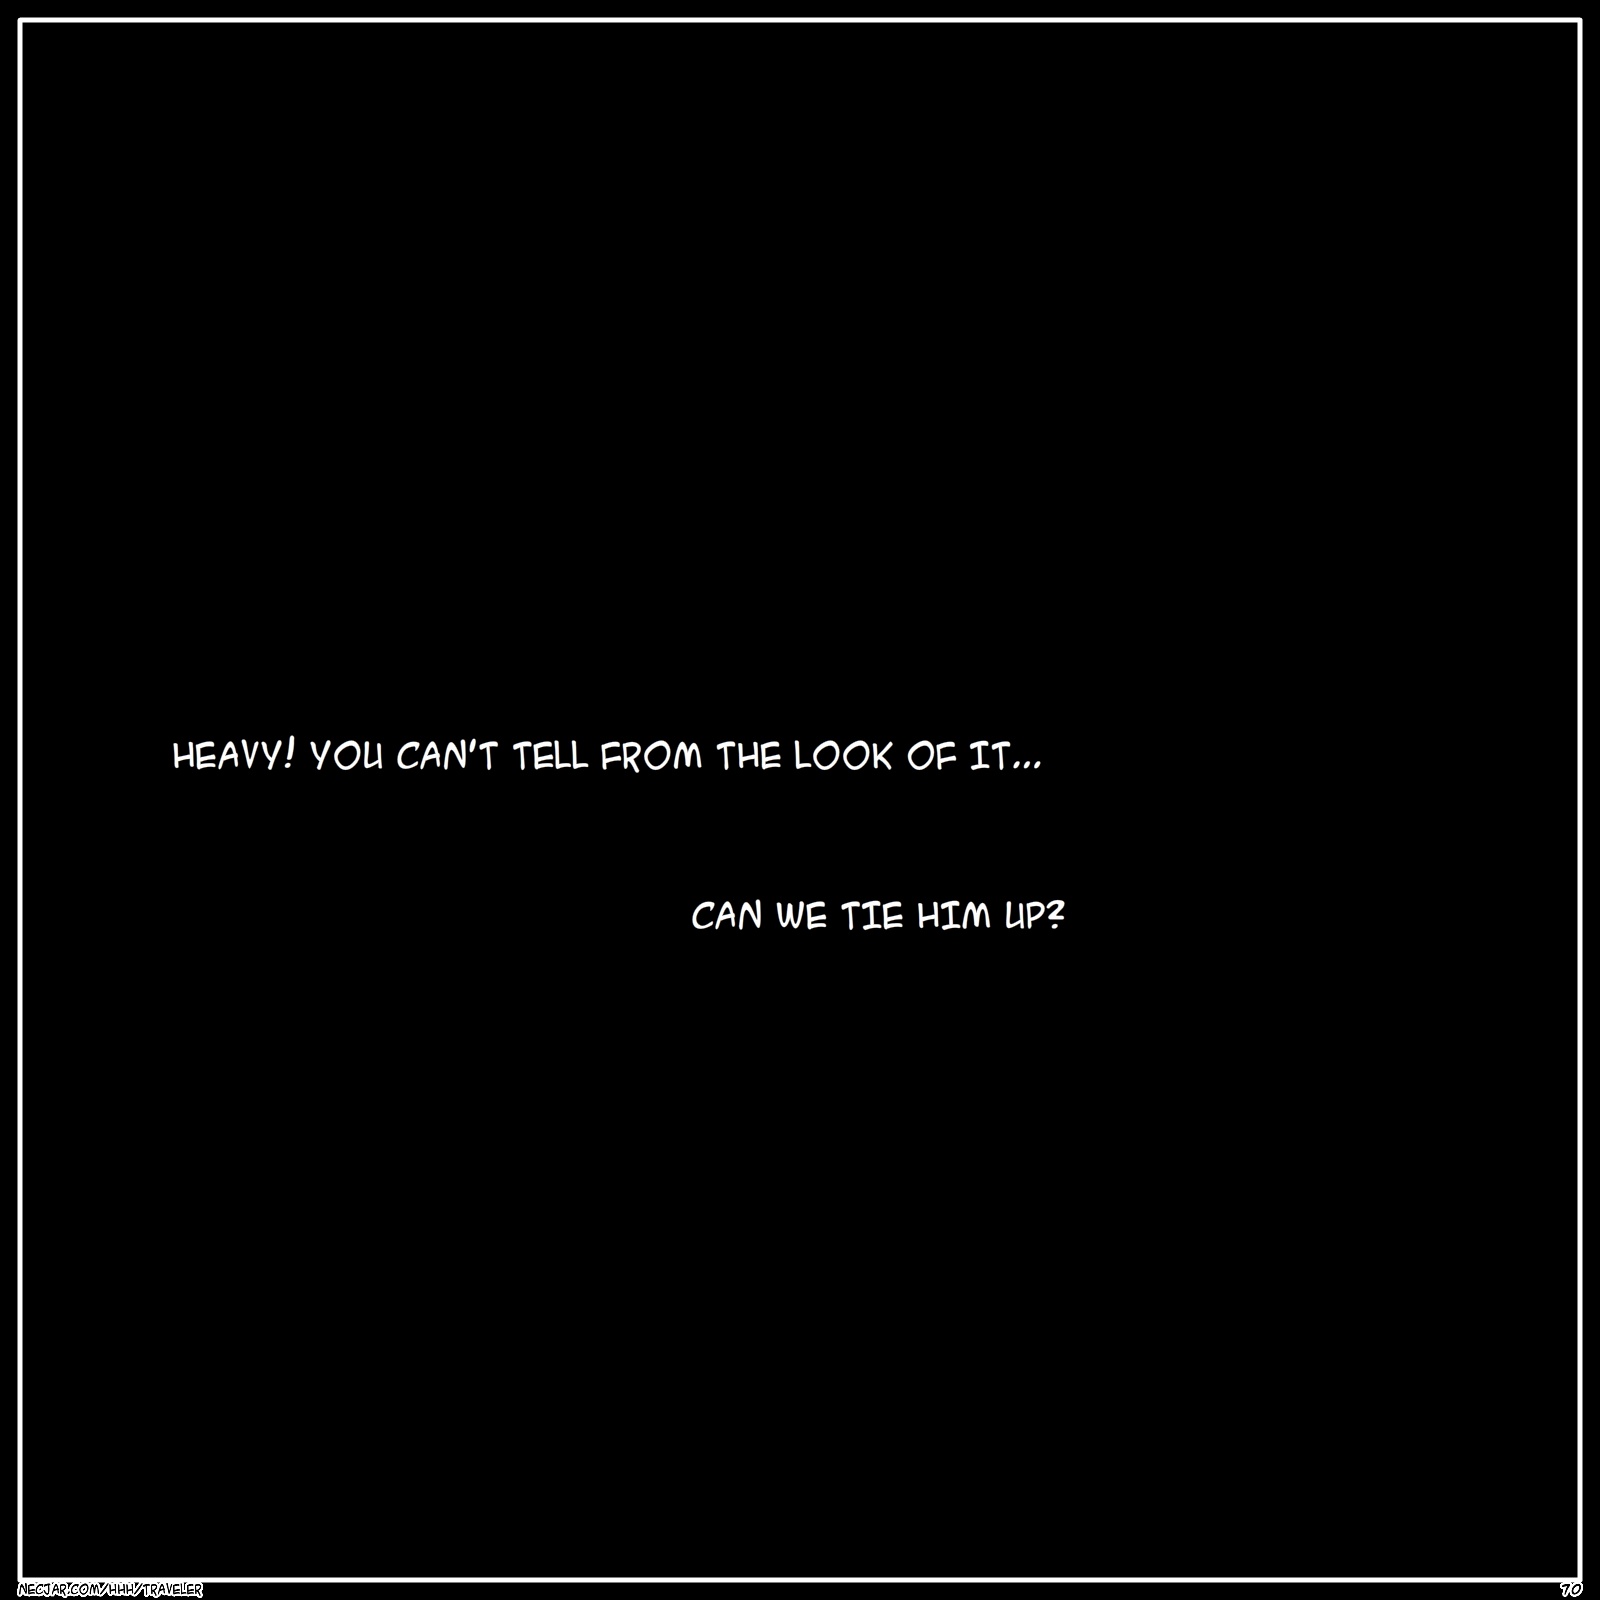 HEAVY! YOU CAN'T TELL FROM THE LOOK OF IT...
CAN WE TIE HIM UP?
NECJAR.COM/HHH/TRAVELER
70